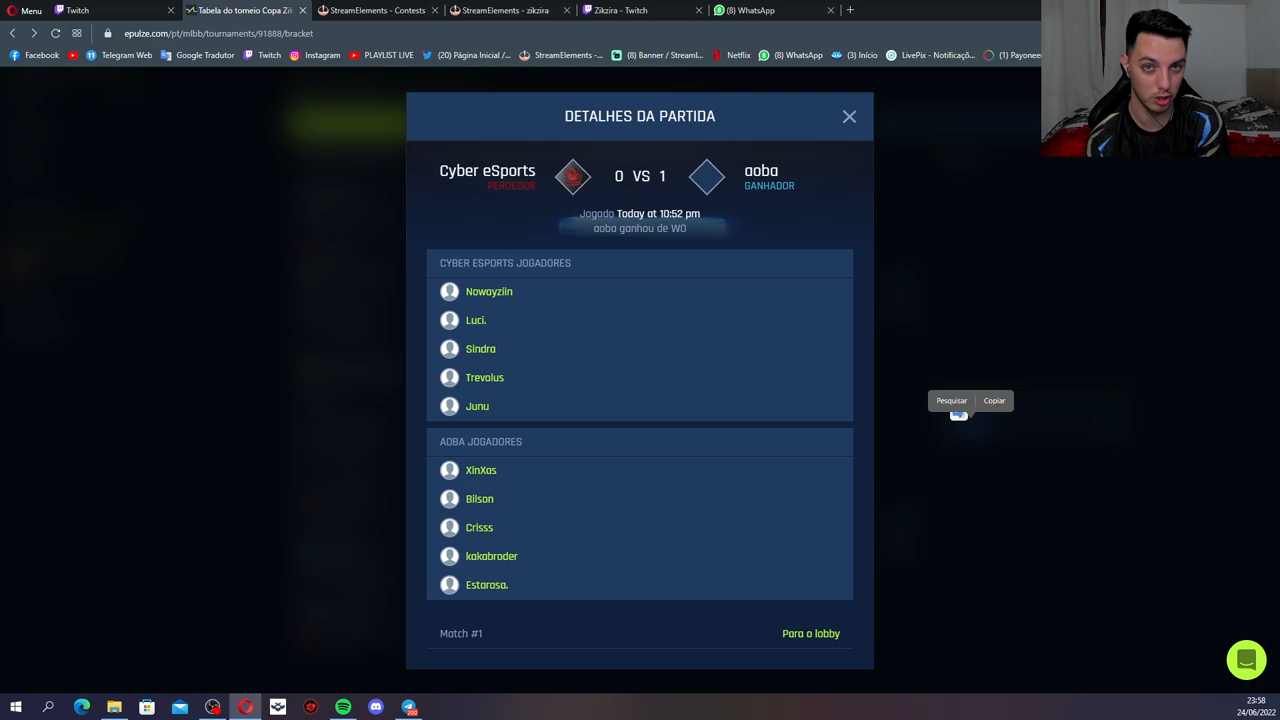 Menu
Twitch
Tabela do torneio Copa Zik
StreamElements - Contests
StreamElements - zikzira
Zikzira - Twitch
(8) WhatsApp
epulze.com/pt/mlbb/tournaments/91888/bracket
Facebook
11 Telegram Web
Google Tradutor
Twitch
Instagram
PLAYLIST LIVE
(20) Página Inicial /...
StreamElements -...
(8) Banner / Streaml...
Netflix
(8) WhatsApp
(3) Início
LivePix - Notificaçõ...
(1) Payonee
DETALHES DA PARTIDA
Cyber eSports
PERDEDOR
0 VS 1
aoba
GANHADOR
Jogado Today at 10:52 pm
aoba ganhou de WO
CYBER ESPORTS JOGADORES
Nowayziin
Luci.
Sindra
Trevolus
Junu
Pesquisar
Copiar
AOBA JOGADORES
XinXas
Bilson
Crisss
kakabroder
Estarosa.
Match #1
Para o lobby
200
23:58
24/06/2022